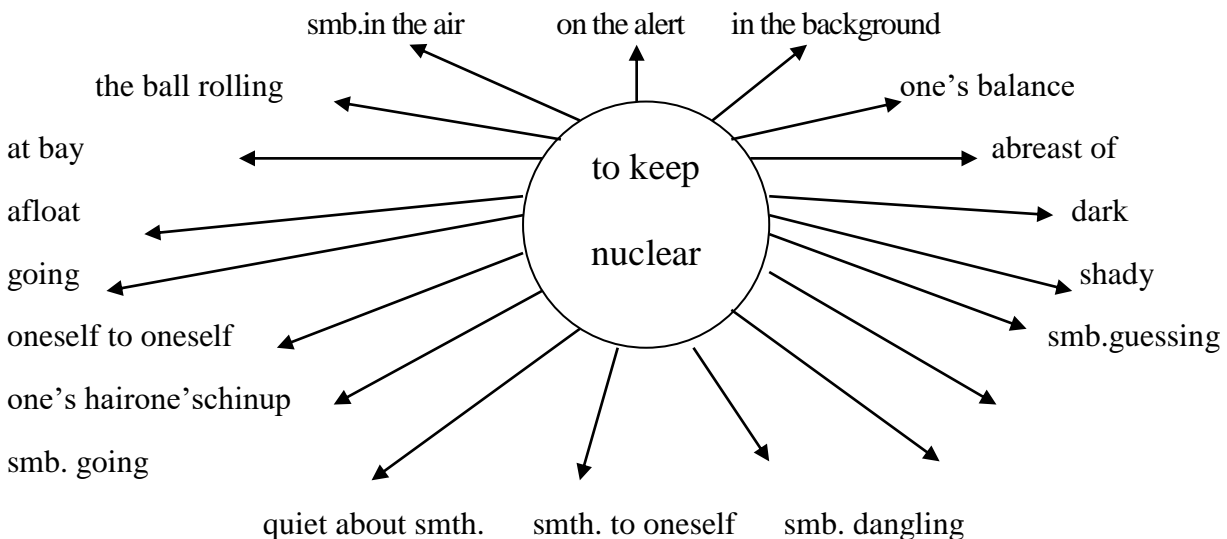 smb.in the air on the alert in the background
the ball rolling one’s balance
at bay to keep abreast of
afloat dark
nuclear
going shady
oneself to oneself smb.guessing
one’s hairone’schinup
smb. going
quiet about smth. smth. to oneself smb. dangling